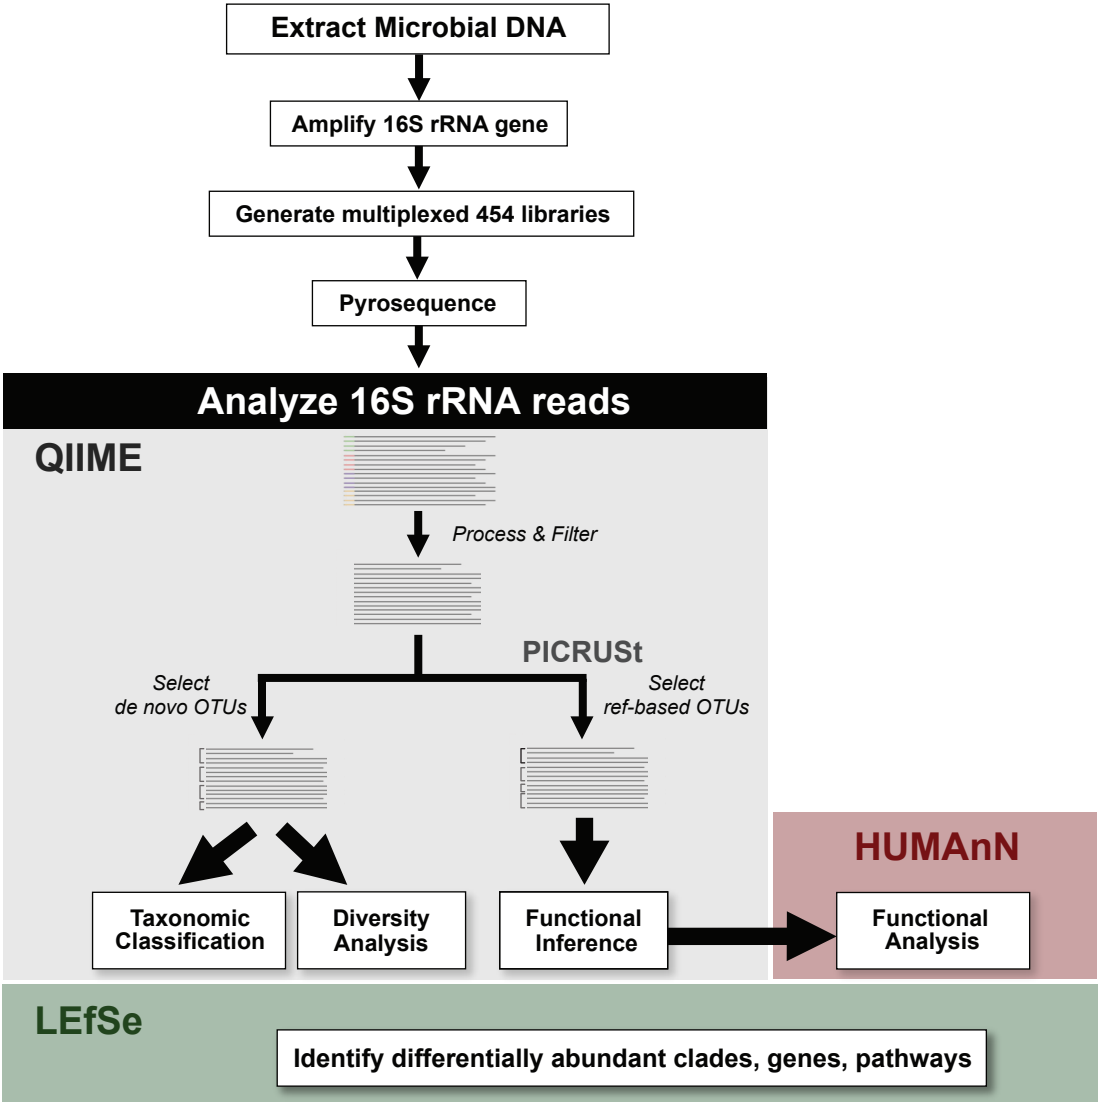 Extract Microbial DNA
Amplify 16S rRNA gene
Generate multiplexed 454 libraries
Pyrosequence
Analyze 16S rRNA reads
QIIME
Process & Filter
PICRUSt
Select
de novo OTUs
Select
ref-based OTUs
Taxonomic
Classification
Diversity
Analysis
Functional
Inference
HUMAnN
Functional
Analysis
LEfSe
Identify differentially abundant clades, genes, pathways